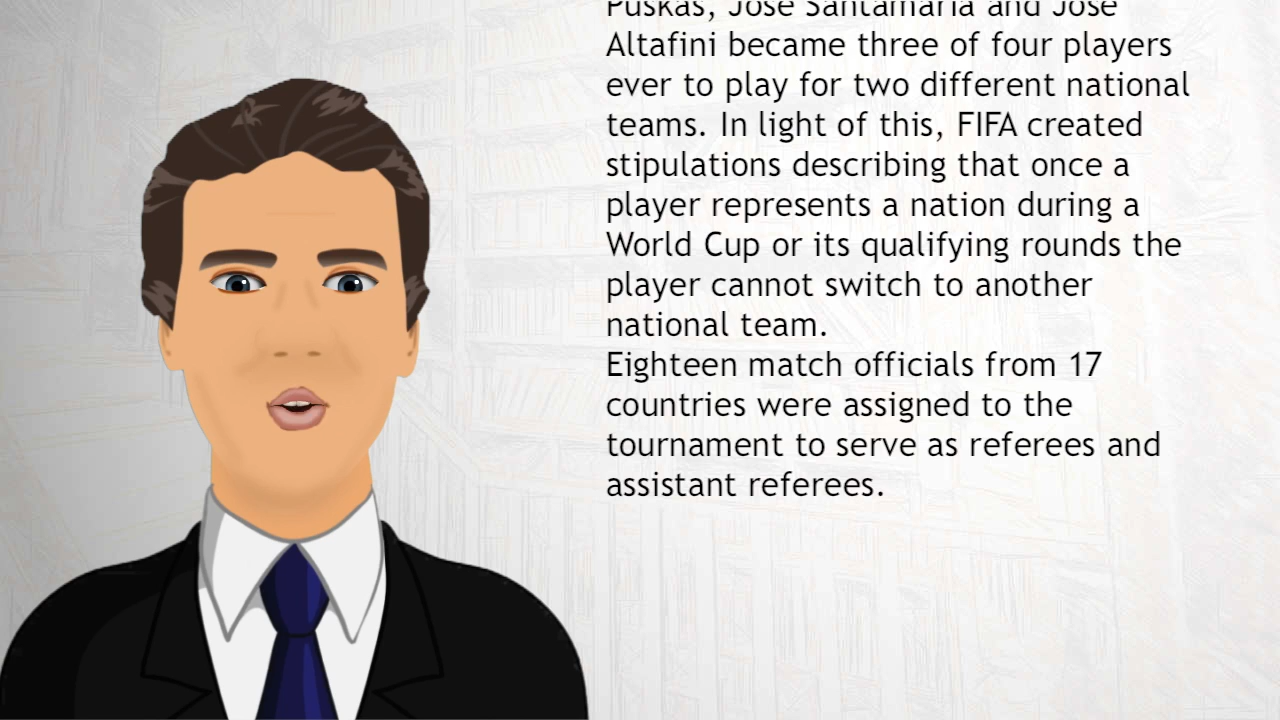 Puskas, Jose Santamaria and Jose
Altafini became three of four players
ever to play for two different national
teams. In light of this, FIFA created
stipulations describing that once a
player represents a nation during a
World Cup or its qualifying rounds the
player cannot switch to another
national team.
Eighteen match officials from 17
countries were assigned to the
tournament to serve as referees and
assistant referees.